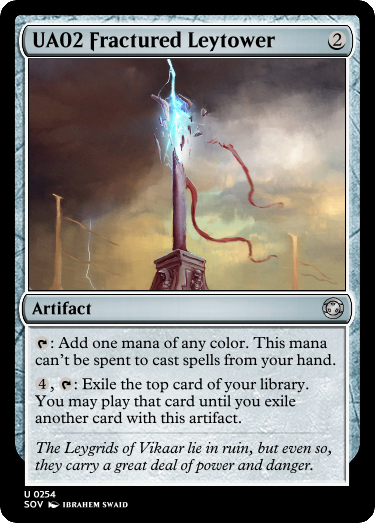 UA02 Fractured Leytower 2
Artifact
: Add one mana of any color. This mana
can't be spent to cast spells from your hand.
4, : Exile the top card of your library.
You may play that card until you exile
another card with this artifact.
The Leygrids of Vikaar lie in ruin, but even so,
they carry a great deal of power and danger.
U 0254
SOV IBRAHEM SWAID